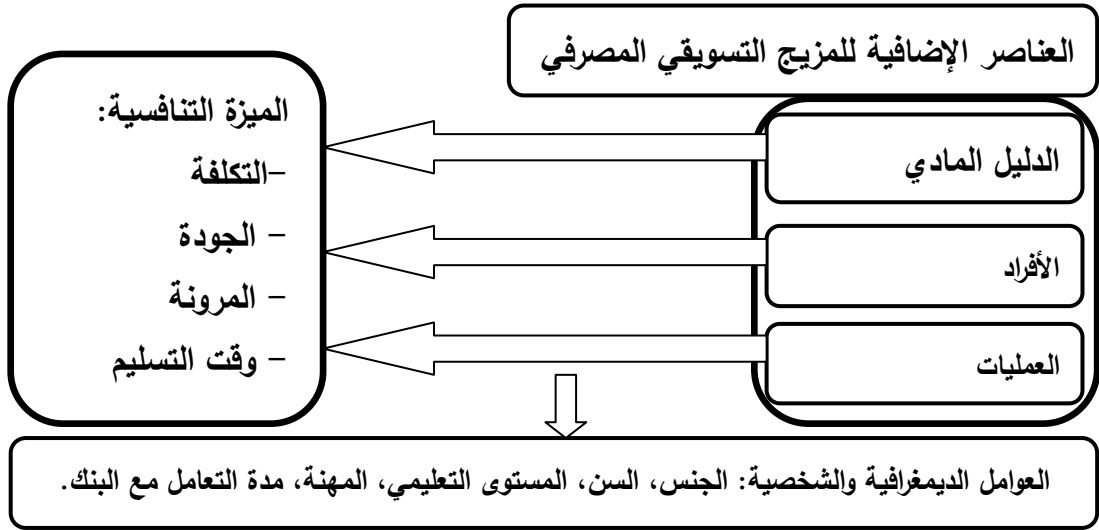 العناصر الإضافية للمزيج التسويقي المصرفي
الدليل المادي
الأفراد
العمليات
الميزة التنافسية:
–التكلفة
– الجودة
– المرونة
– وقت التسليم
العوامل الديمغرافية والشخصية: الجنس، السن، المستوى التعليمي، المهنة، مدة التعامل مع البنك.